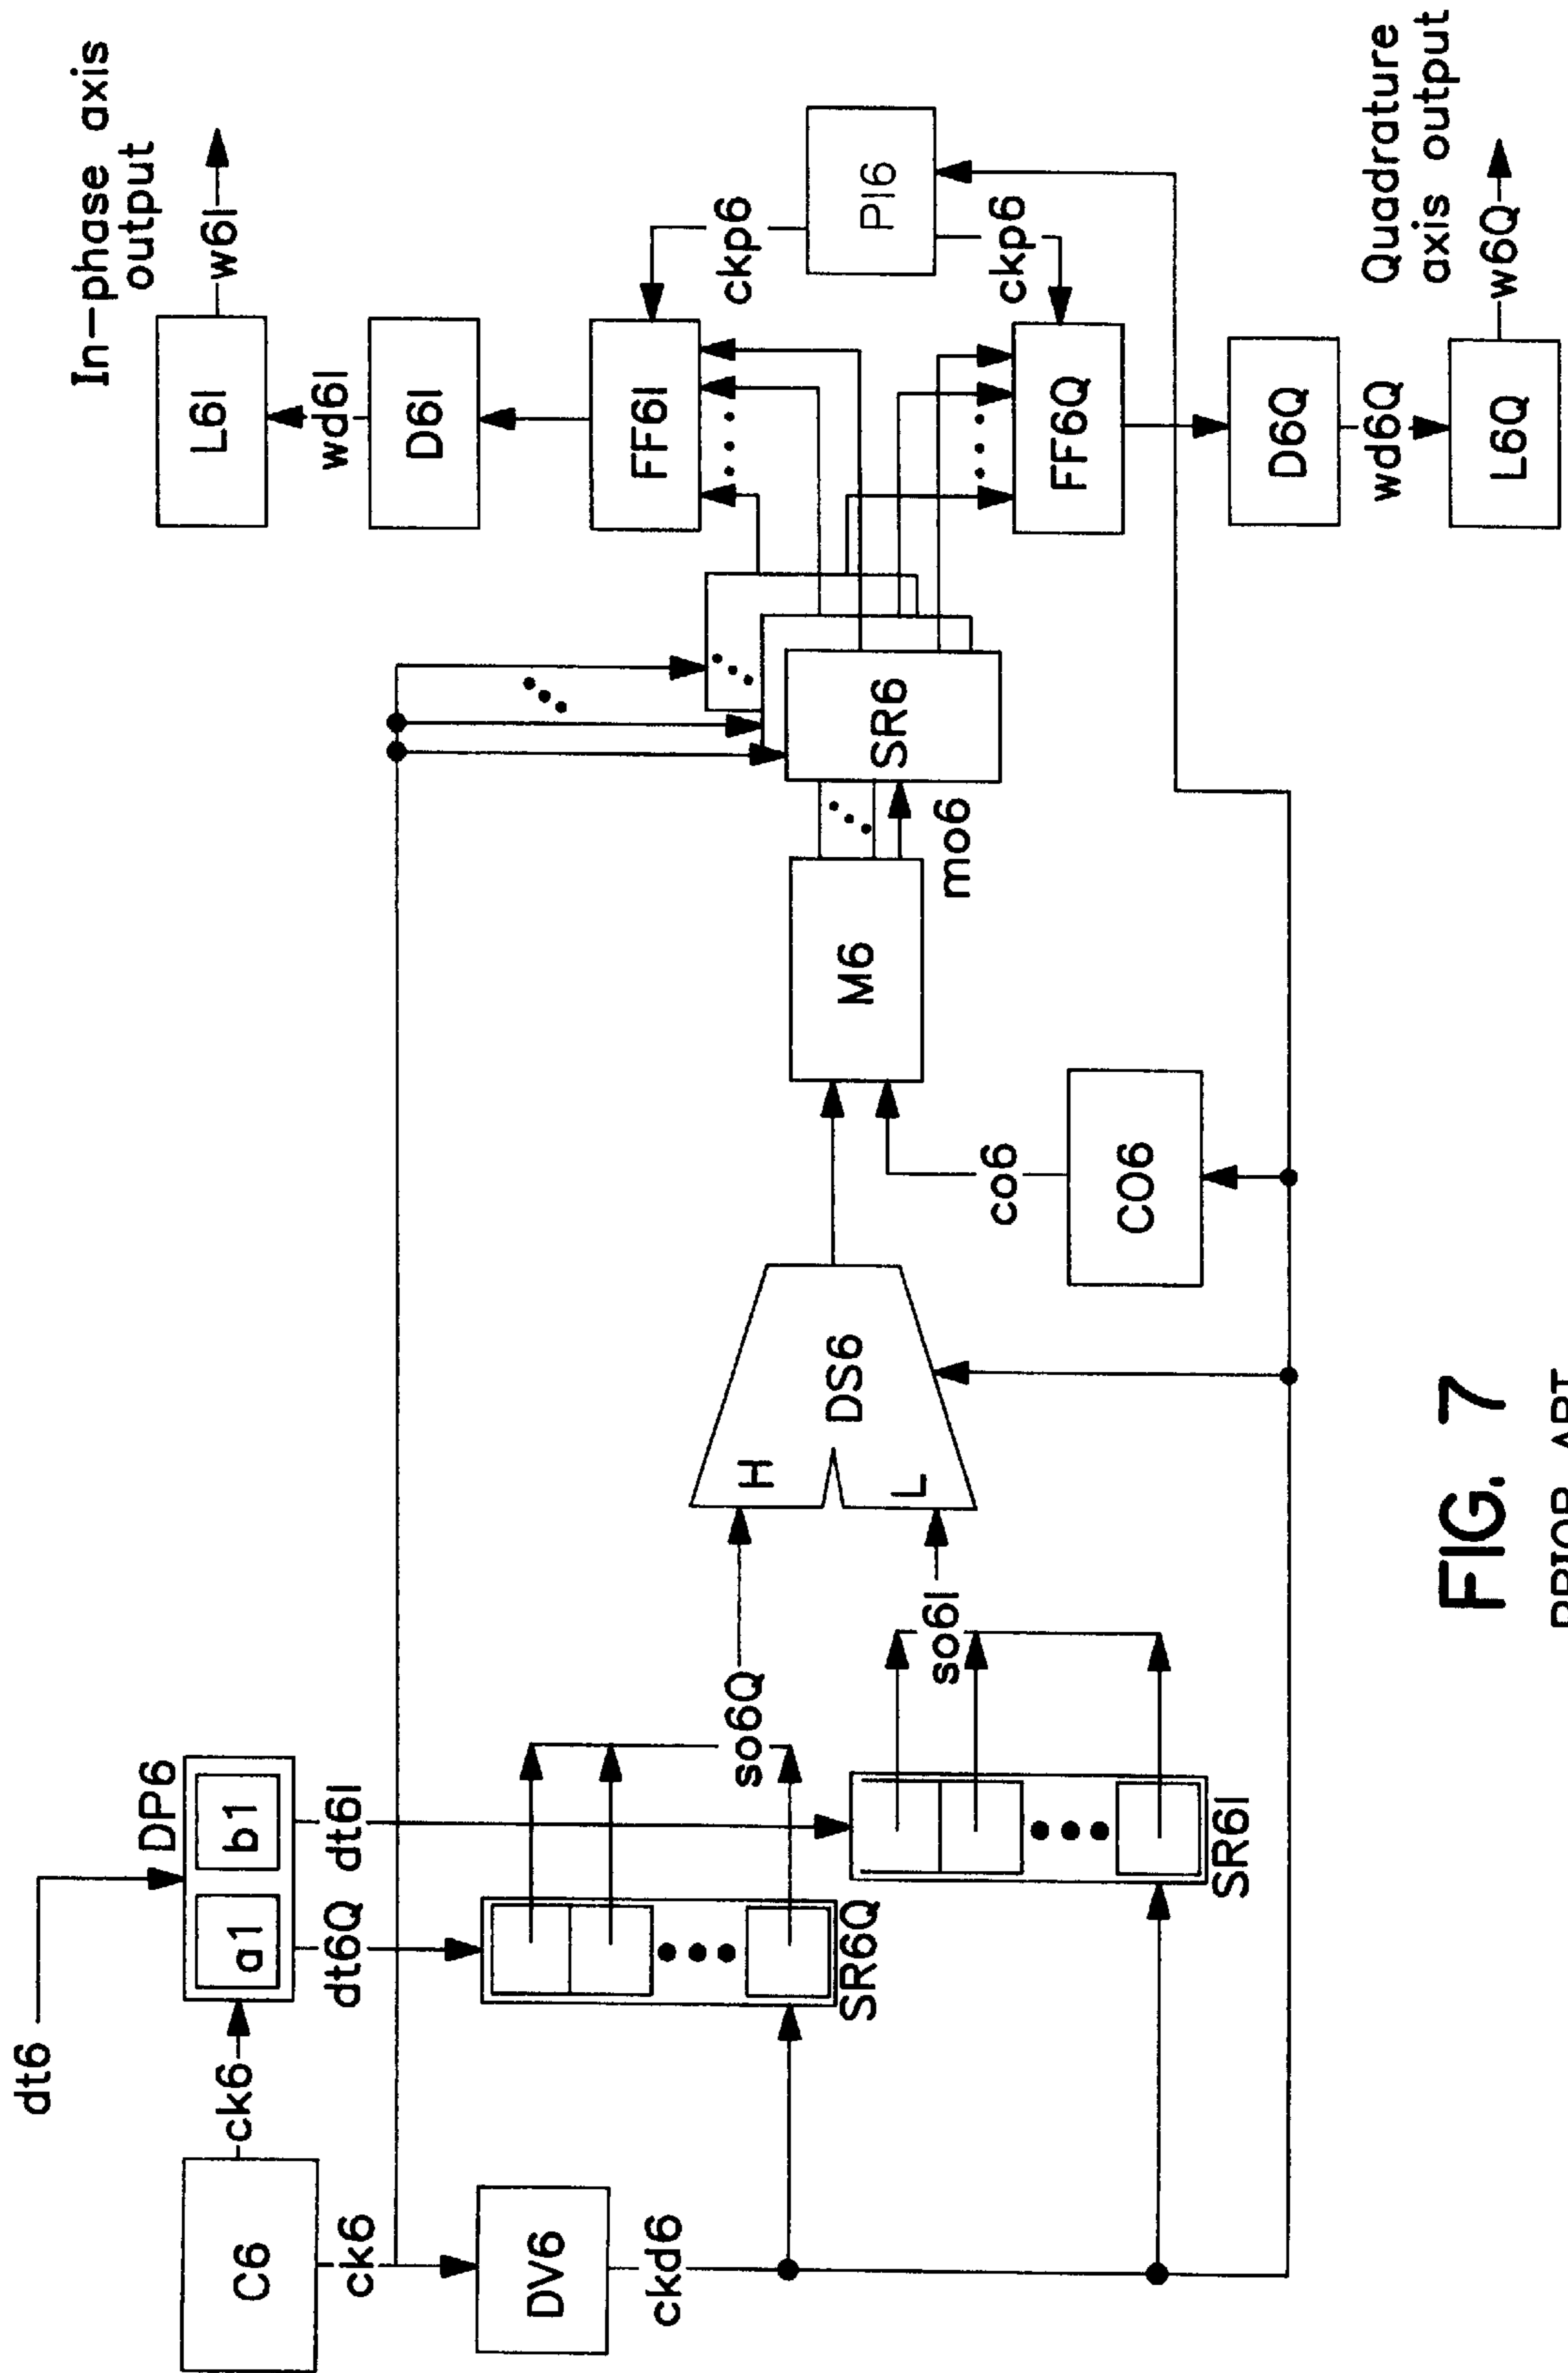 In-phase axis
output
L6I
w6I
wd6I
D6I
FF6I
ckp6
PI6
ckp6
FF6Q
D6Q
wd6Q
L6Q
w6Q
Quadrature
axis output
SR6
mo6
M6
co6
CO6
DS6
H
L
so6Q
so6I
dt6
DP6
a1
b1
dt6Q
dt6I
SR6Q
SR6I
C6
ck6
ck6
DV6
ckd6
FIG. 7
PRIOR ART